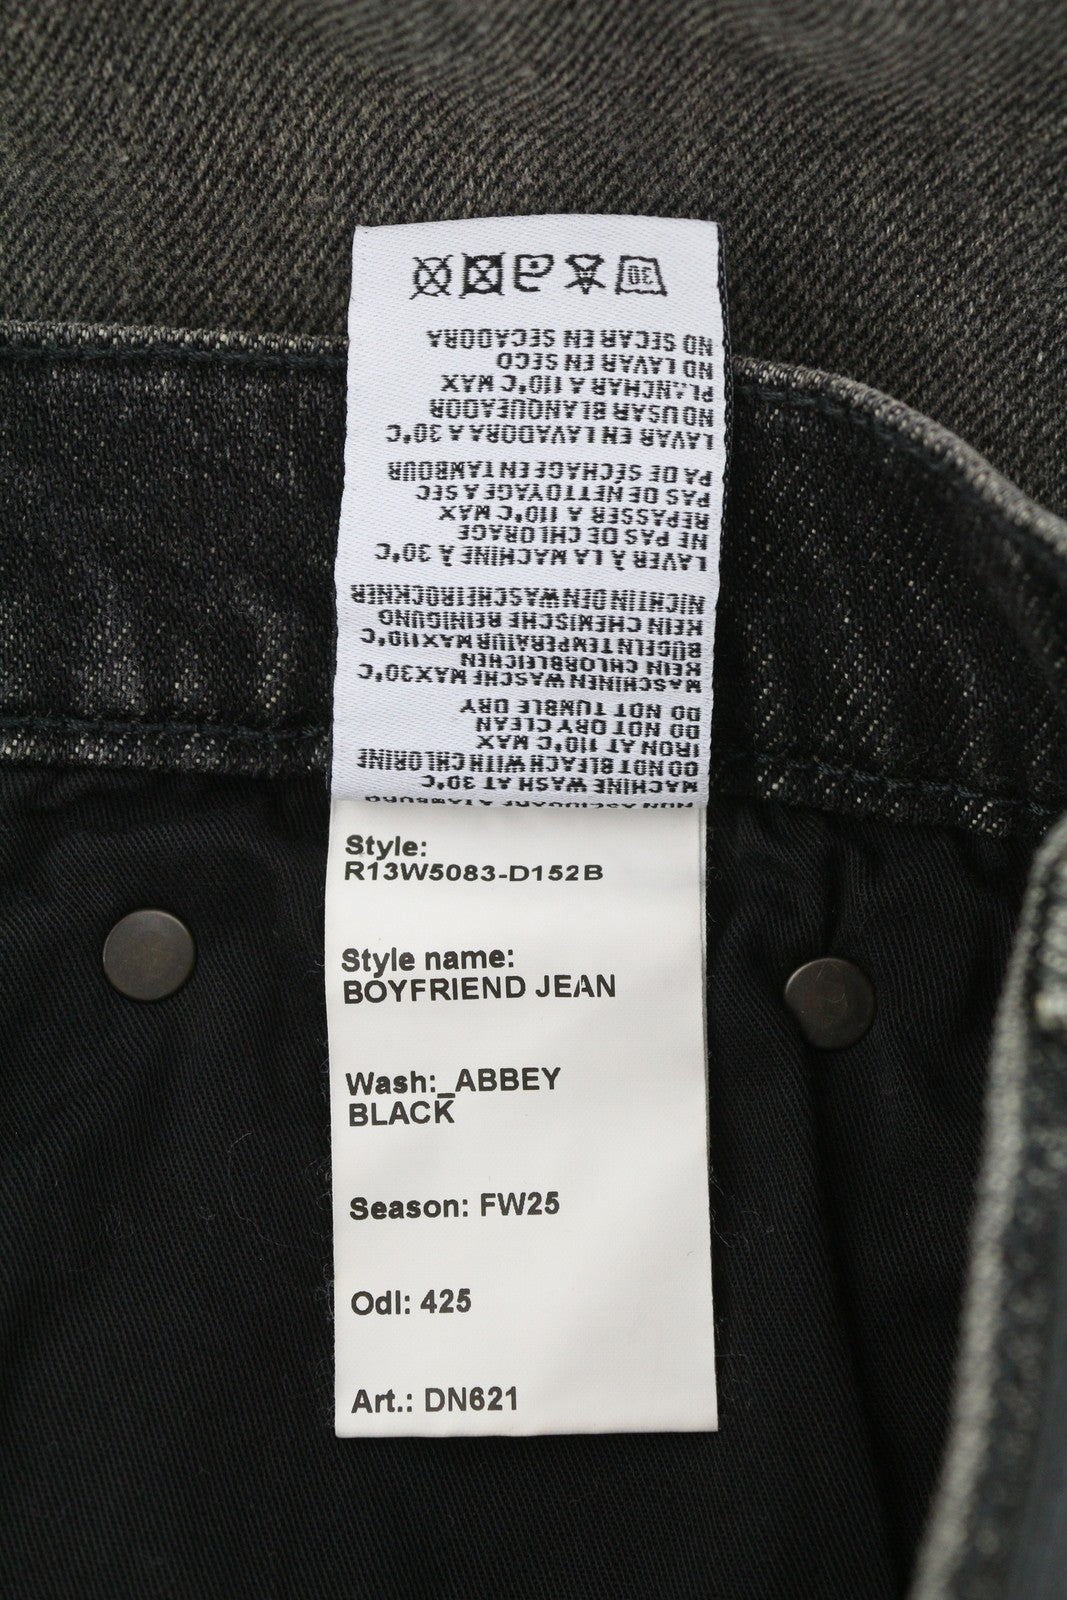 MACHINE WASH AT 30°C
DO NOT BLEACH WITH CHLORINE
IRON AT 110°C MAX
DO NOT DRY CLEAN
DO NOT TUMBLE DRY
MASCHINEN WASCHE MAX30°C
KEIN CHLORBLEICHEN
BÜGELN TEMPERATUR MAX110°C
KEIN CHEMISCHE REINIGUNG
NICHT IN DEN WASCHETROCKNER
LAVER À LA MACHINE À 30°C
NE PAS DE CHLORAGE
REPASSER A 110°C MAX
PAS DE NETTOYAGE A SEC
PA DE SÉCHAGE EN TAMBOUR
LAVAR EN LAVADORA A 30°C
NO USAR BLANQUEADOR
PLANCHAR A 110°C MAX
NO LAVAR EN SECO
NO SECAR EN SECADORA
30
Style:
R13W5083-D152B
Style name:
BOYFRIEND JEAN
Wash:_ABBEY
BLACK
Season: FW25
Odl: 425
Art.: DN621